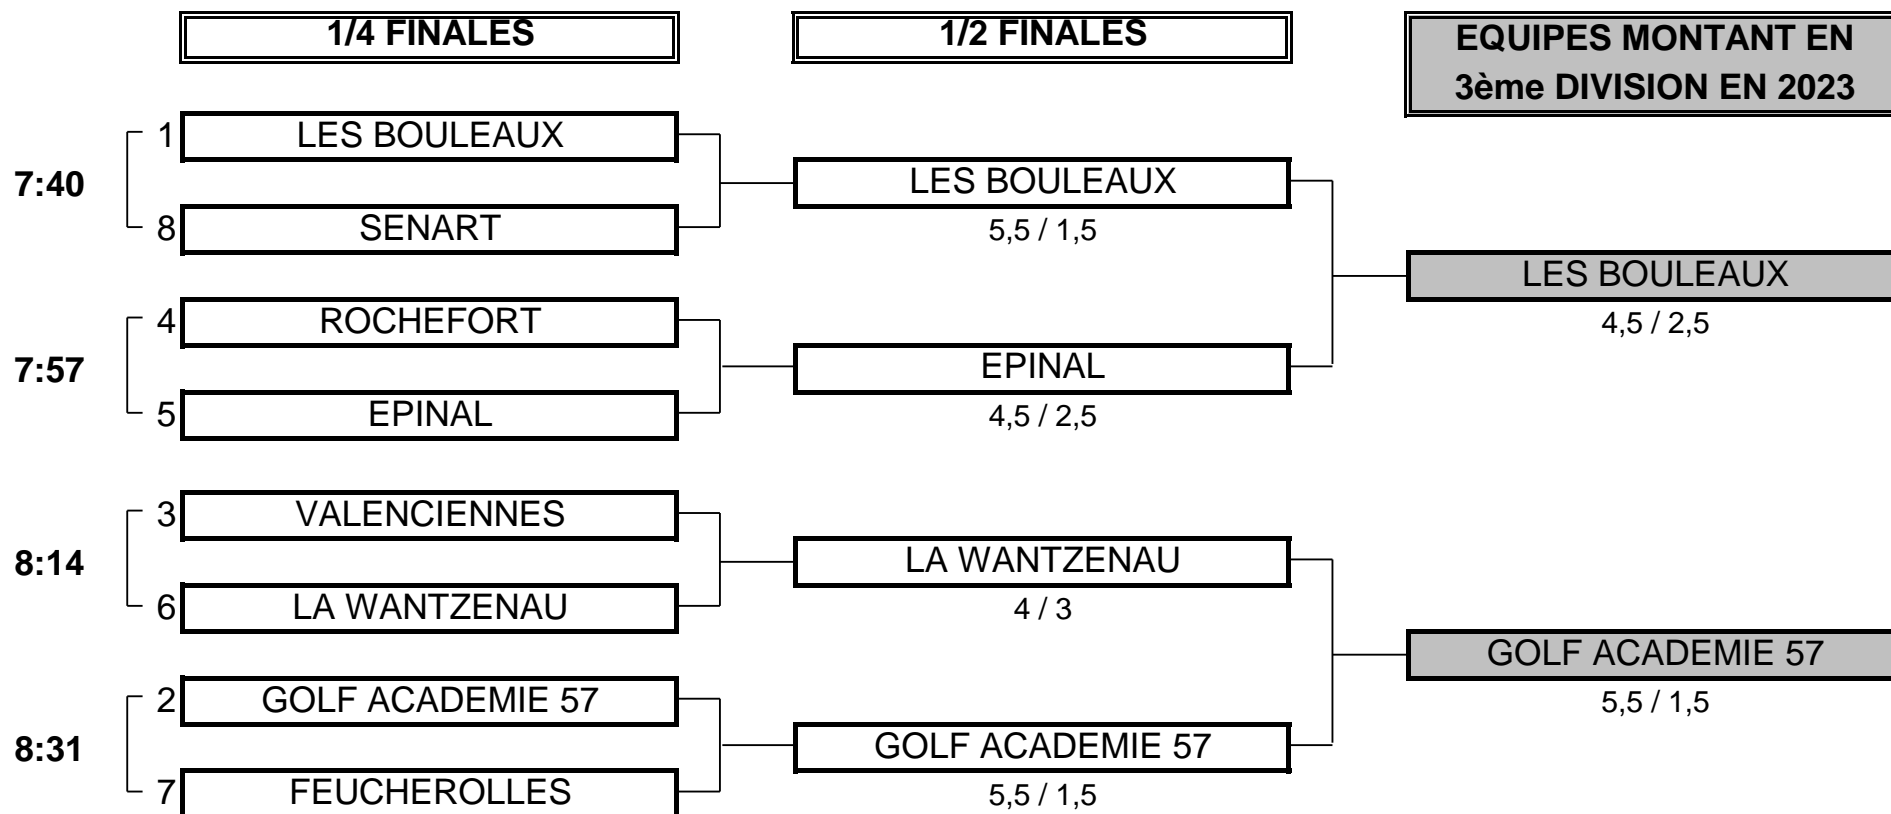 1/4 FINALES
1/2 FINALES
EQUIPES MONTANT EN
3ème DIVISION EN 2023
7:40
1 LES BOULEAUX
8 SENART
LES BOULEAUX
5,5 / 1,5
7:57
4 ROCHEFORT
5 EPINAL
EPINAL
4,5 / 2,5
LES BOULEAUX
4,5 / 2,5
8:14
3 VALENCIENNES
6 LA WANTZENAU
LA WANTZENAU
4 / 3
8:31
2 GOLF ACADEMIE 57
7 FEUCHEROLLES
GOLF ACADEMIE 57
5,5 / 1,5
GOLF ACADEMIE 57
5,5 / 1,5